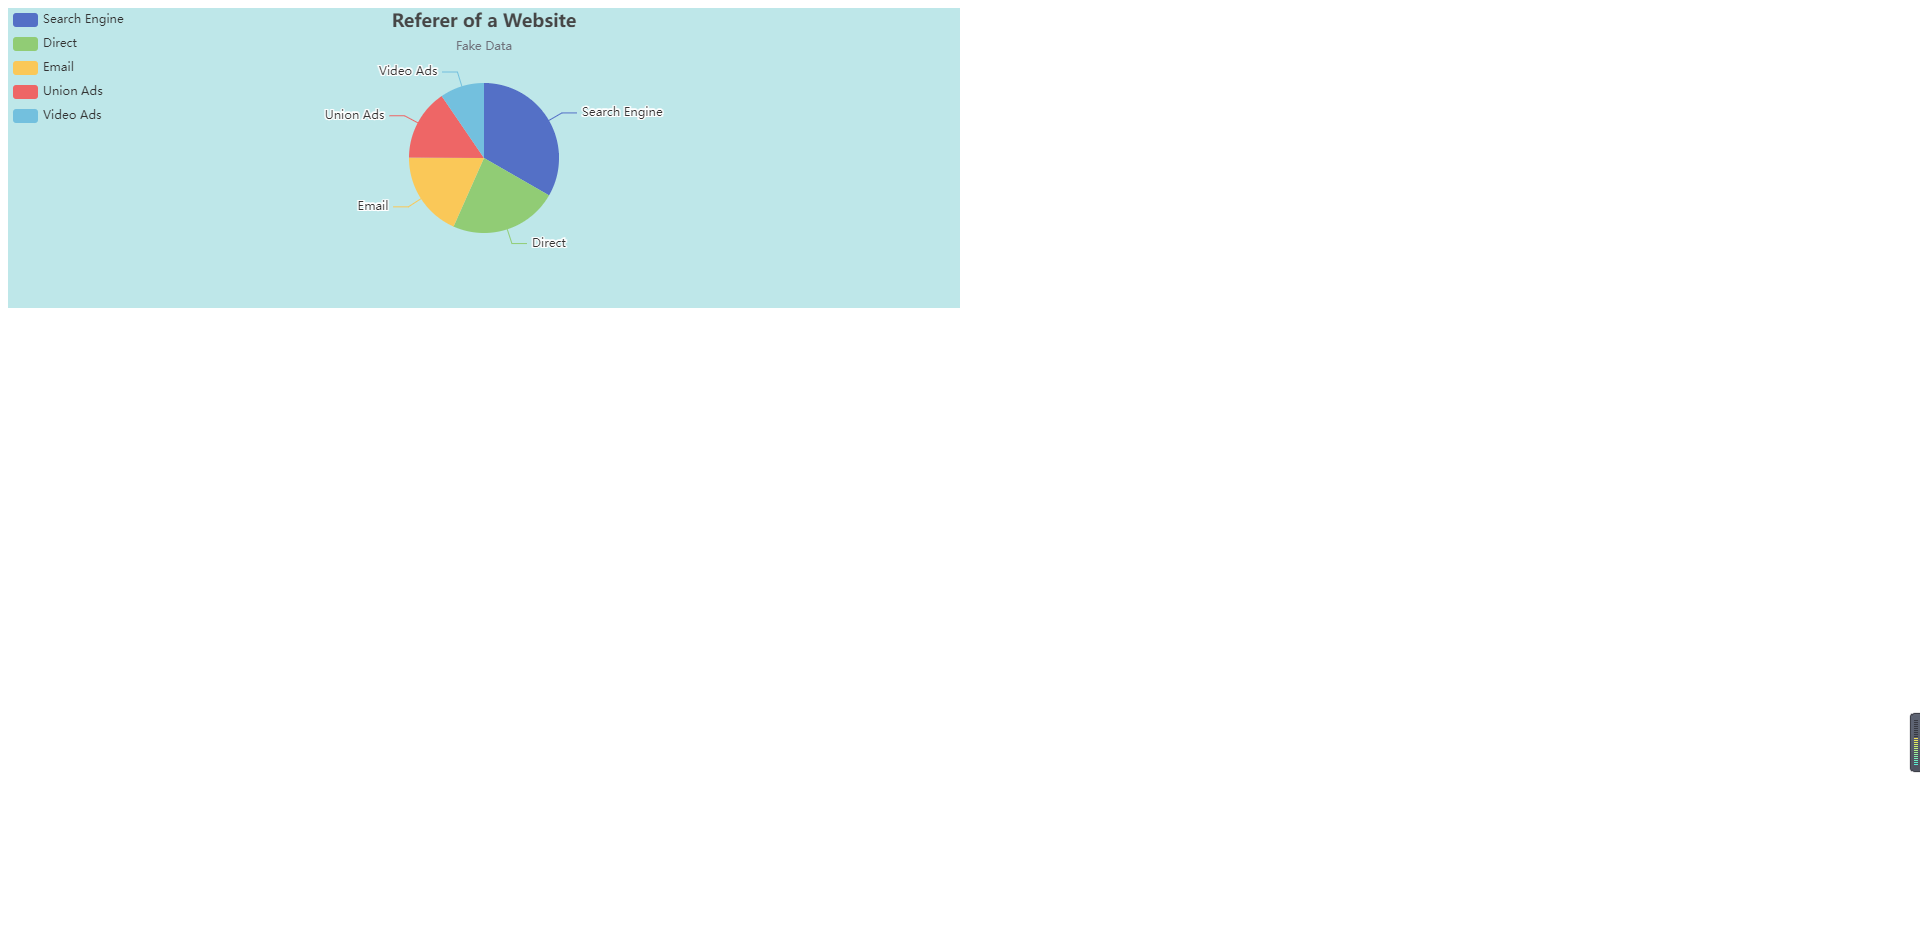 Search Engine
Direct
Email
Union Ads
Video Ads
Referer of a Website
Fake Data
Video Ads
Union Ads
Search Engine
Email
Direct